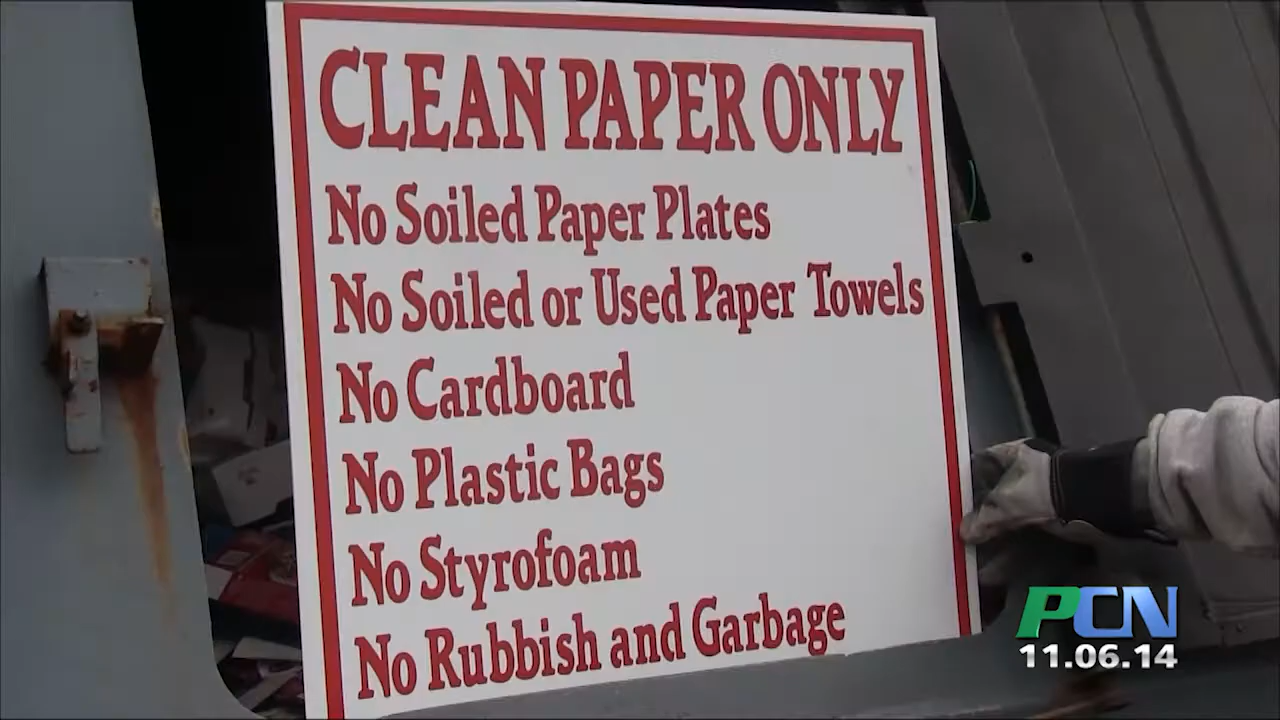 CLEAN PAPER ONLY
No Soiled Paper Plates
No Soiled or Used Paper Towels
No Cardboard
No Plastic Bags
No Styrofoam
No Rubbish and Garbage
PCN
11.06.14